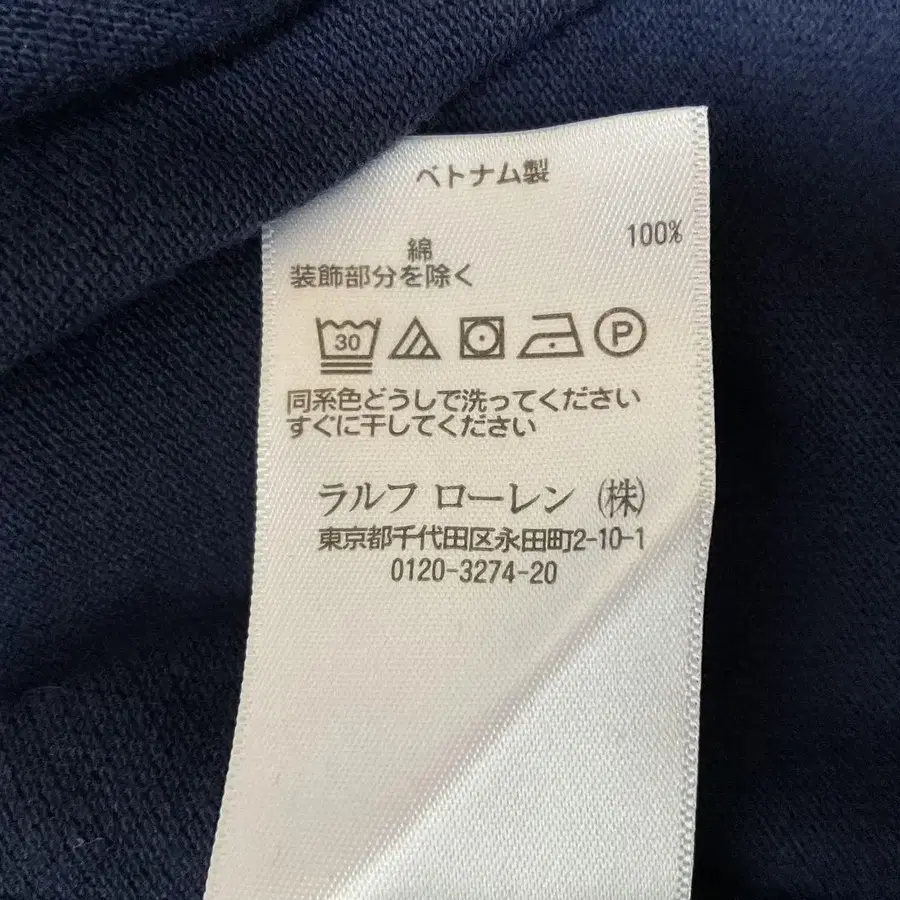 ベトナム製
綿 100%
装飾部分を除く
30 P
同系色どうしで洗ってください
すぐに干してください
ラルフ ローレン (株)
東京都千代田区永田町2-10-1
0120-3274-20